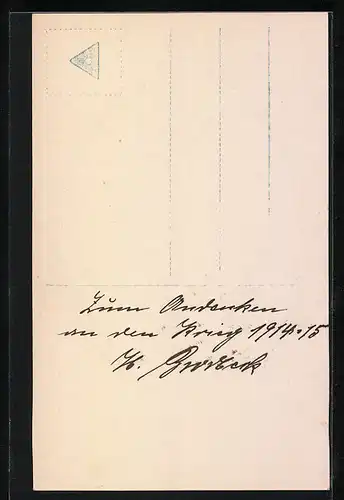 Zum Andenken
an den Krieg 1914-15